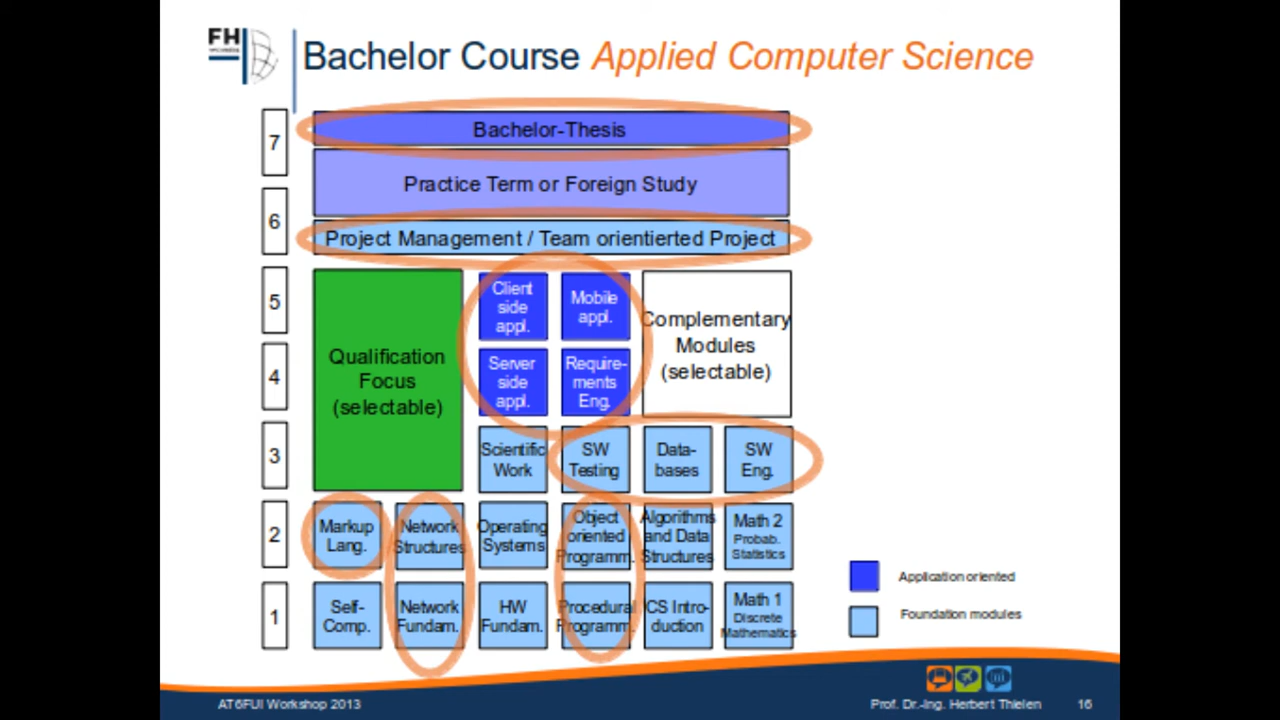 FH
Bachelor Course Applied Computer Science
7
Bachelor-Thesis
Practice Term or Foreign Study
6
Project Management / Team orientierted Project
5
Client
side
appl.
Mobile
appl.
Complementary
Modules
(selectable)
Qualification
Focus
(selectable)
4
Server
side
appl.
Require-
ments
Eng.
3
Scientific
Work
SW
Testing
Data-
bases
SW
Eng.
2
Markup
Lang.
Network
Structures
Operating
Systems
Object
oriented
Programm.
Algorithms
and Data
Structures
Math 2
Probab.
Statistics
1
Self-
Comp.
Network
Fundam.
HW
Fundam.
Procedural
Programm.
CS Intro-
duction
Math 1
Discrete
Mathematics
Application oriented
Foundation modules
AT6FUI Workshop 2013
Prof. Dr.-Ing. Herbert Thielen
16